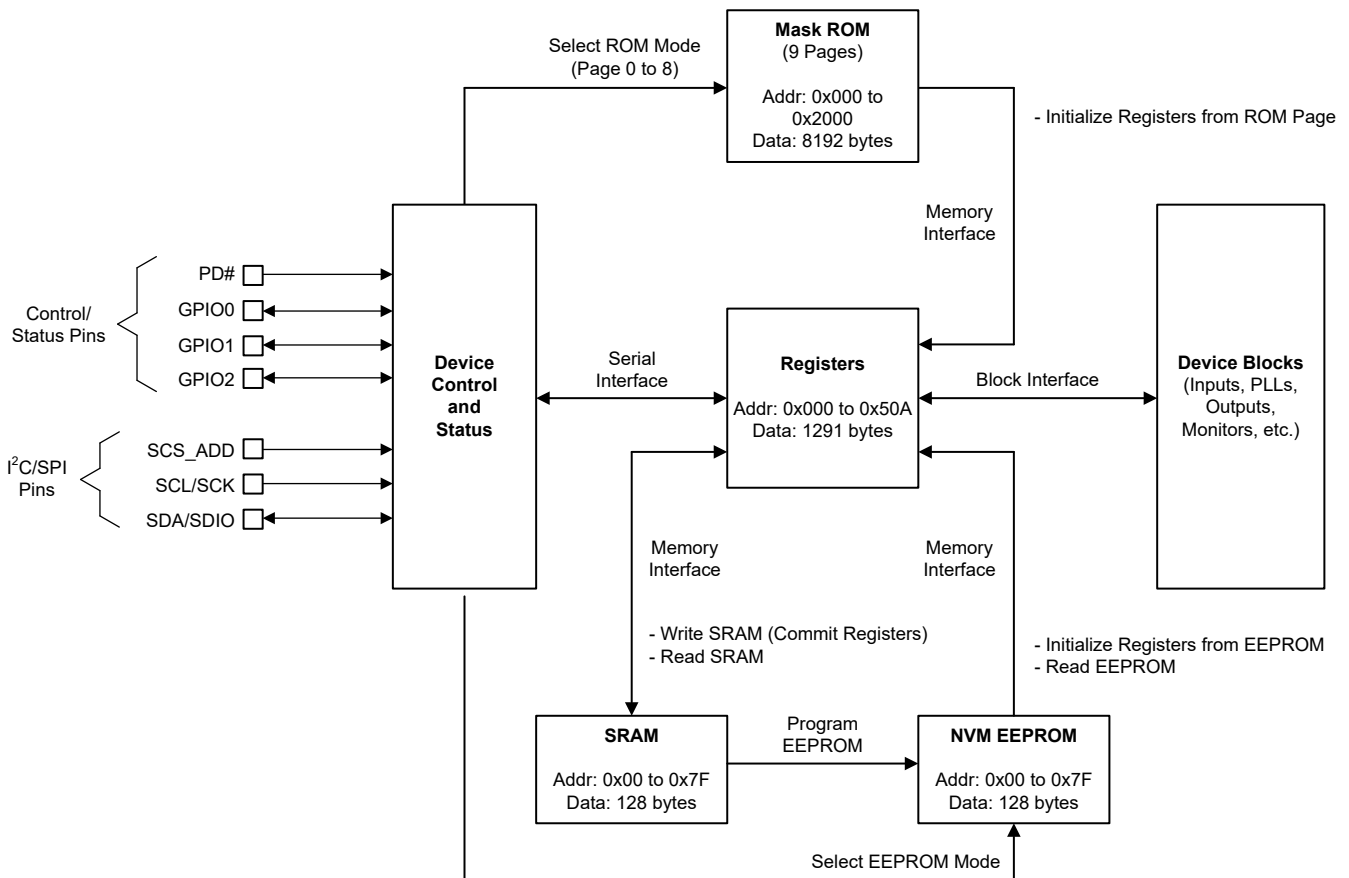 Mask ROM
(9 Pages)
Addr: 0x000 to
0x2000
Data: 8192 bytes
Select ROM Mode
(Page 0 to 8)
- Initialize Registers from ROM Page
Memory
Interface
Control/
Status Pins
PD#
GPIO0
GPIO1
GPIO2
I²C/SPI
Pins
SCS_ADD
SCL/SCK
SDA/SDIO
Device
Control
and
Status
Serial
Interface
Registers
Addr: 0x000 to 0x50A
Data: 1291 bytes
Block Interface
Device Blocks
(Inputs, PLLs,
Outputs,
Monitors, etc.)
Memory
Interface
Memory
Interface
- Write SRAM (Commit Registers)
- Read SRAM
- Initialize Registers from EEPROM
- Read EEPROM
SRAM
Addr: 0x00 to 0x7F
Data: 128 bytes
Program
EEPROM
NVM EEPROM
Addr: 0x00 to 0x7F
Data: 128 bytes
Select EEPROM Mode